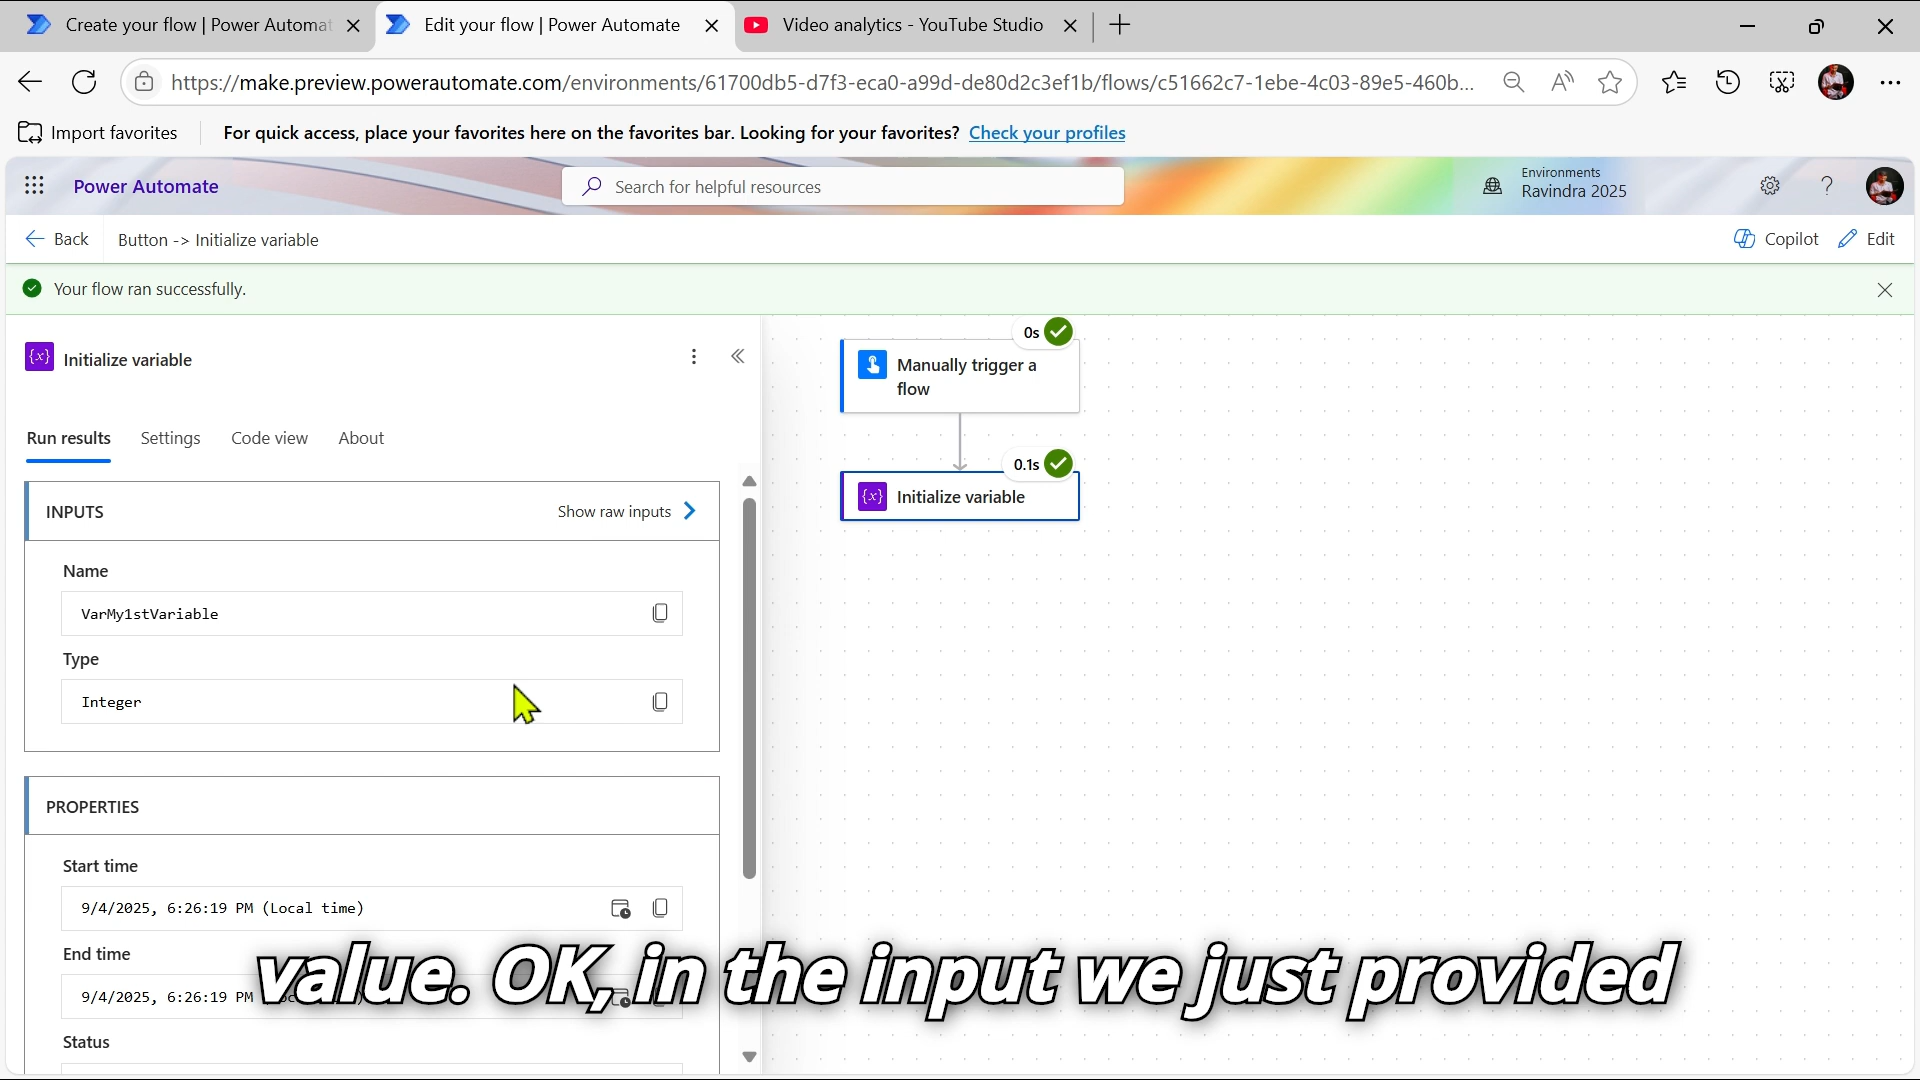 Create your flow | Power Automat
Edit your flow | Power Automate
Video analytics - YouTube Studio
https://make.preview.powerautomate.com/environments/61700db5-d7f3-eca0-a99d-de80d2c3ef1b/flows/c51662c7-1ebe-4c03-89e5-460b...
Import favorites
For quick access, place your favorites here on the favorites bar. Looking for your favorites? Check your profiles
Power Automate
Search for helpful resources
Environments
Ravindra 2025
Back
Button -> Initialize variable
Copilot
Edit
Your flow ran successfully.
{x} Initialize variable
Run results
Settings
Code view
About
INPUTS
Show raw inputs
Name
VarMy1stVariable
Type
Integer
PROPERTIES
Start time
9/4/2025, 6:26:19 PM (Local time)
End time
9/4/2025, 6:26:19 PM
Status
0s
Manually trigger a
flow
0.1s
{x} Initialize variable
value. OK, in the input we just provided